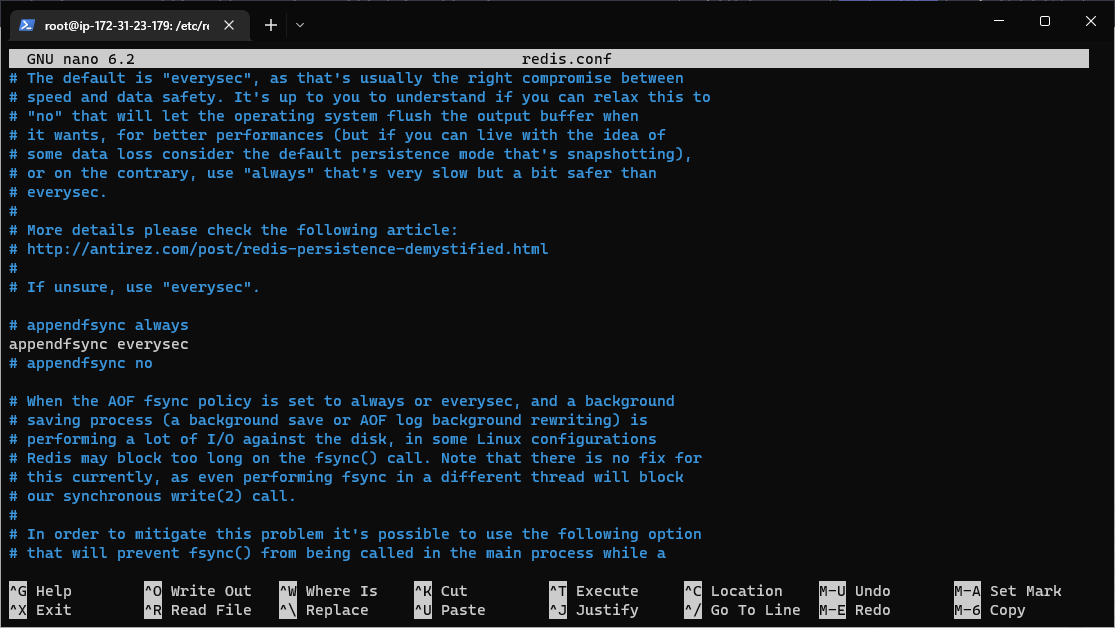 root@ip-172-31-23-179: /etc/re
GNU nano 6.2 redis.conf
# The default is "everysec", as that's usually the right compromise between
# speed and data safety. It's up to you to understand if you can relax this to
# "no" that will let the operating system flush the output buffer when
# it wants, for better performances (but if you can live with the idea of
# some data loss consider the default persistence mode that's snapshotting),
# or on the contrary, use "always" that's very slow but a bit safer than
# everysec.
#
# More details please check the following article:
# http://antirez.com/post/redis-persistence-demystified.html
#
# If unsure, use "everysec".
# appendfsync always
appendfsync everysec
# appendfsync no
# When the AOF fsync policy is set to always or everysec, and a background
# saving process (a background save or AOF log background rewriting) is
# performing a lot of I/O against the disk, in some Linux configurations
# Redis may block too long on the fsync() call. Note that there is no fix for
# this currently, as even performing fsync in a different thread will block
# our synchronous write(2) call.
#
# In order to mitigate this problem it's possible to use the following option
# that will prevent fsync() from being called in the main process while a
^G Help ^O Write Out ^W Where Is ^K Cut ^T Execute ^C Location M-U Undo M-A Set Mark
^X Exit ^R Read File ^\ Replace ^U Paste ^J Justify ^/ Go To Line M-E Redo M-6 Copy